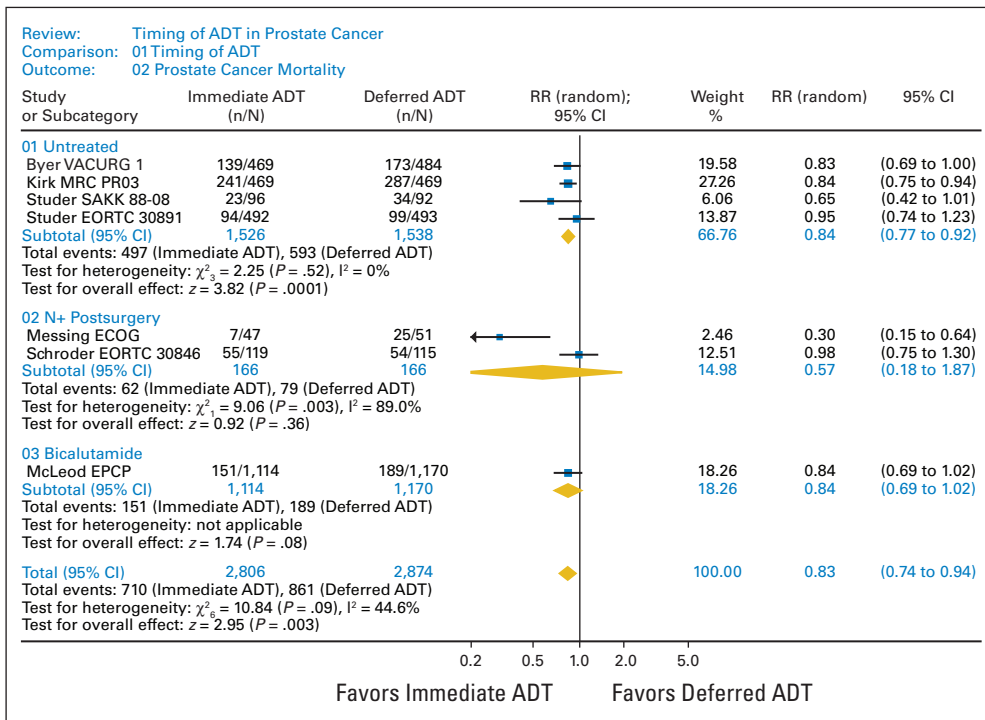 Review: Timing of ADT in Prostate Cancer
Comparison: 01 Timing of ADT
Outcome: 02 Prostate Cancer Mortality
Study or Subcategory Immediate ADT (n/N) Deferred ADT (n/N) RR (random); 95% CI Weight % RR (random) 95% CI
01 Untreated
Byer VACURG 1 139/469 173/484 19.58 0.83 (0.69 to 1.00)
Kirk MRC PR03 241/469 287/469 27.26 0.84 (0.75 to 0.94)
Studer SAKK 88-08 23/96 34/92 6.06 0.65 (0.42 to 1.01)
Studer EORTC 30891 94/492 99/493 13.87 0.95 (0.74 to 1.23)
Subtotal (95% CI) 1,526 1,538 66.76 0.84 (0.77 to 0.92)
Total events: 497 (Immediate ADT), 593 (Deferred ADT)
Test for heterogeneity: χ²₃ = 2.25 (P = .52), I² = 0%
Test for overall effect: z = 3.82 (P = .0001)
02 N+ Postsurgery
Messing ECOG 7/47 25/51 2.46 0.30 (0.15 to 0.64)
Schroder EORTC 30846 55/119 54/115 12.51 0.98 (0.75 to 1.30)
Subtotal (95% CI) 166 166 14.98 0.57 (0.18 to 1.87)
Total events: 62 (Immediate ADT), 79 (Deferred ADT)
Test for heterogeneity: χ²₁ = 9.06 (P = .003), I² = 89.0%
Test for overall effect: z = 0.92 (P = .36)
03 Bicalutamide
McLeod EPCP 151/1,114 189/1,170 18.26 0.84 (0.69 to 1.02)
Subtotal (95% CI) 1,114 1,170 18.26 0.84 (0.69 to 1.02)
Total events: 151 (Immediate ADT), 189 (Deferred ADT)
Test for heterogeneity: not applicable
Test for overall effect: z = 1.74 (P = .08)
Total (95% CI) 2,806 2,874 100.00 0.83 (0.74 to 0.94)
Total events: 710 (Immediate ADT), 861 (Deferred ADT)
Test for heterogeneity: χ²₆ = 10.84 (P = .09), I² = 44.6%
Test for overall effect: z = 2.95 (P = .003)
0.2 0.5 1.0 2.0 5.0
Favors Immediate ADT Favors Deferred ADT